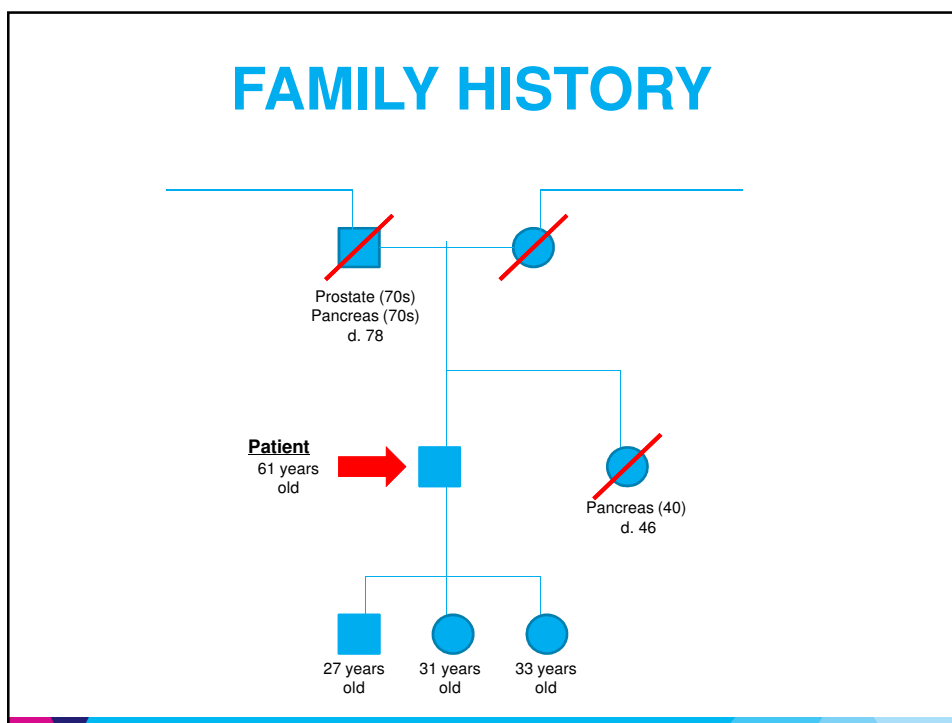 FAMILY HISTORY
Prostate (70s)
Pancreas (70s)
d. 78
Patient
61 years
old
Pancreas (40)
d. 46
27 years
old
31 years
old
33 years
old